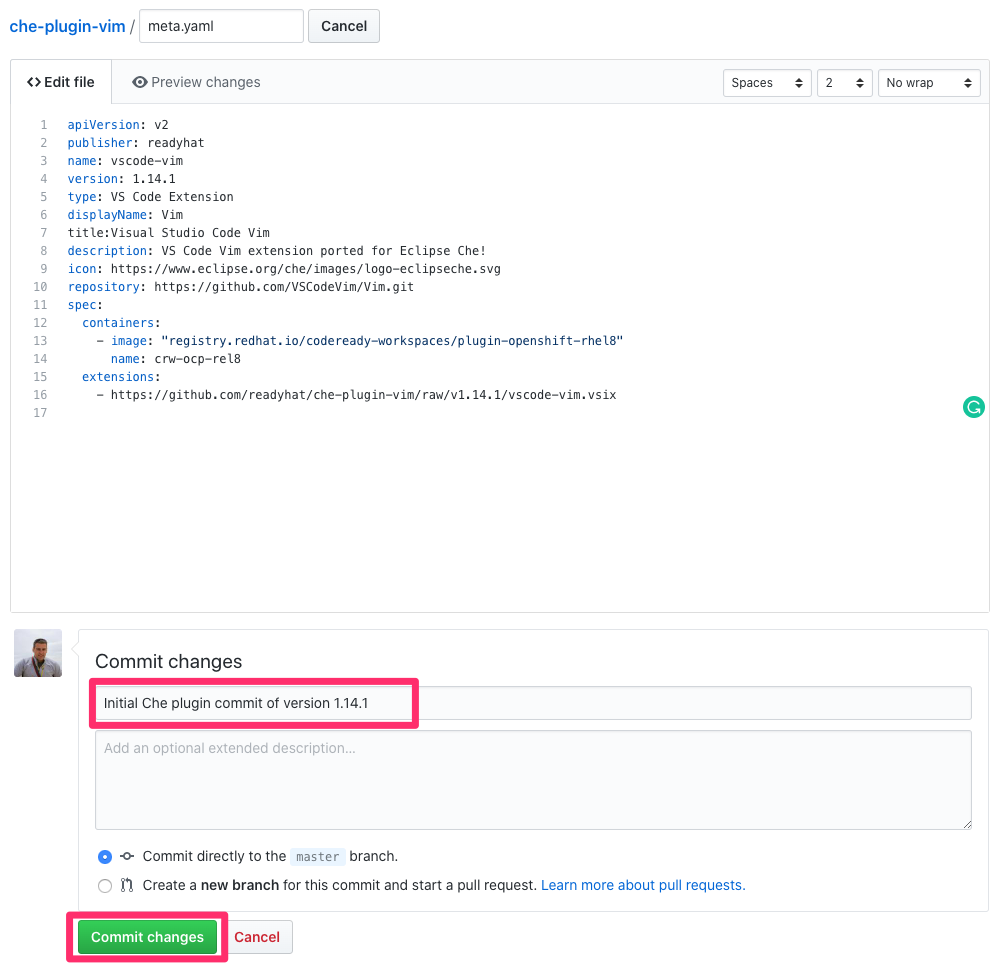 che-plugin-vim / meta.yaml Cancel
<> Edit file Preview changes Spaces 2 No wrap
1 apiVersion: v2
2 publisher: readyhat
3 name: vscode-vim
4 version: 1.14.1
5 type: VS Code Extension
6 displayName: Vim
7 title:Visual Studio Code Vim
8 description: VS Code Vim extension ported for Eclipse Che!
9 icon: https://www.eclipse.org/che/images/logo-eclipseche.svg
10 repository: https://github.com/VSCodeVim/Vim.git
11 spec:
12   containers:
13     - image: "registry.redhat.io/codeready-workspaces/plugin-openshift-rhel8"
14       name: crw-ocp-rel8
15   extensions:
16     - https://github.com/readyhat/che-plugin-vim/raw/v1.14.1/vscode-vim.vsix
17
Commit changes
Initial Che plugin commit of version 1.14.1
Add an optional extended description...
Commit directly to the master branch.
Create a new branch for this commit and start a pull request. Learn more about pull requests.
Commit changes Cancel